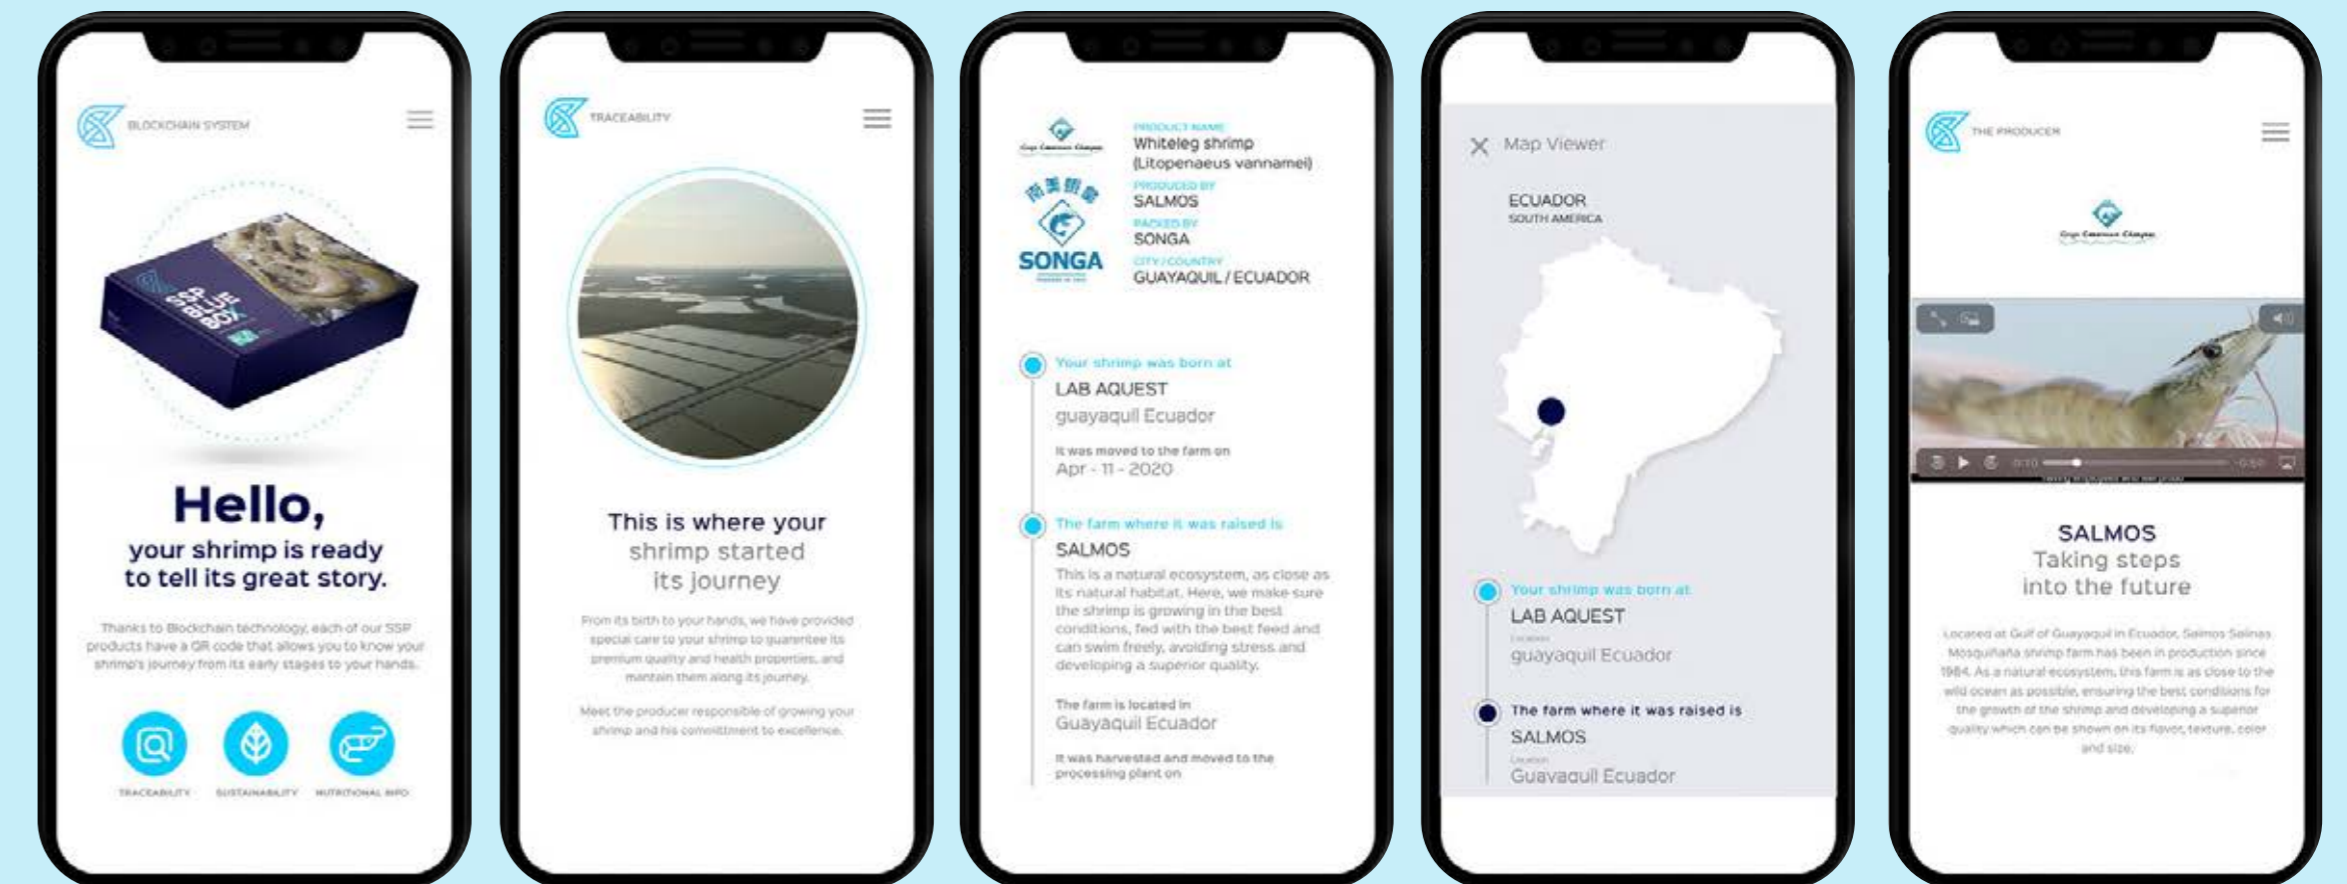 BLOCKCHAIN SYSTEM
SSP
BLUE
BOX
Hello,
your shrimp is ready
to tell its great story.
Thanks to Blockchain technology, each of our SSP
products have a QR code that allows you to know your
shrimp's journey from its early stages to your hands.
TRACEABILITY
SUSTAINABILITY
NUTRITIONAL INFO
TRACEABILITY
This is where your
shrimp started
its journey
From its birth to your hands, we have provided
special care to your shrimp to guarentee its
premium quality and health properties, and
mantain them along its journey.
Meet the producer responsible of growing your
shrimp and his committment to excellence.
SONGA
PRODUCT NAME
Whiteleg shrimp
(Litopenaeus vannamei)
PRODUCED BY
SALMOS
PACKED BY
SONGA
CITY / COUNTRY
GUAYAQUIL / ECUADOR
Your shrimp was born at
LAB AQUEST
guayaquil Ecuador
It was moved to the farm on
Apr - 11 - 2020
The farm where it was raised is
SALMOS
This is a natural ecosystem, as close as
its natural habitat. Here, we make sure
the shrimp is growing in the best
conditions, fed with the best feed and
can swim freely, avoiding stress and
developing a superior quality.
The farm is located in
Guayaquil Ecuador
It was harvested and moved to the
processing plant on
Map Viewer
ECUADOR
SOUTH AMERICA
Your shrimp was born at
LAB AQUEST
Location
guayaquil Ecuador
The farm where it was raised is
SALMOS
Location
Guayaquil Ecuador
THE PRODUCER
0:10
-0:50
SALMOS
Taking steps
into the future
Located at Gulf of Guayaquil in Ecuador, Salmos Salinas
Mosquiñaña shrimp farm has been in production since
1984. As a natural ecosystem, this farm is as close to the
wild ocean as possible, ensuring the best conditions for
the growth of the shrimp and developing a superior
quality which can be shown on its flavor, texture, color
and size.